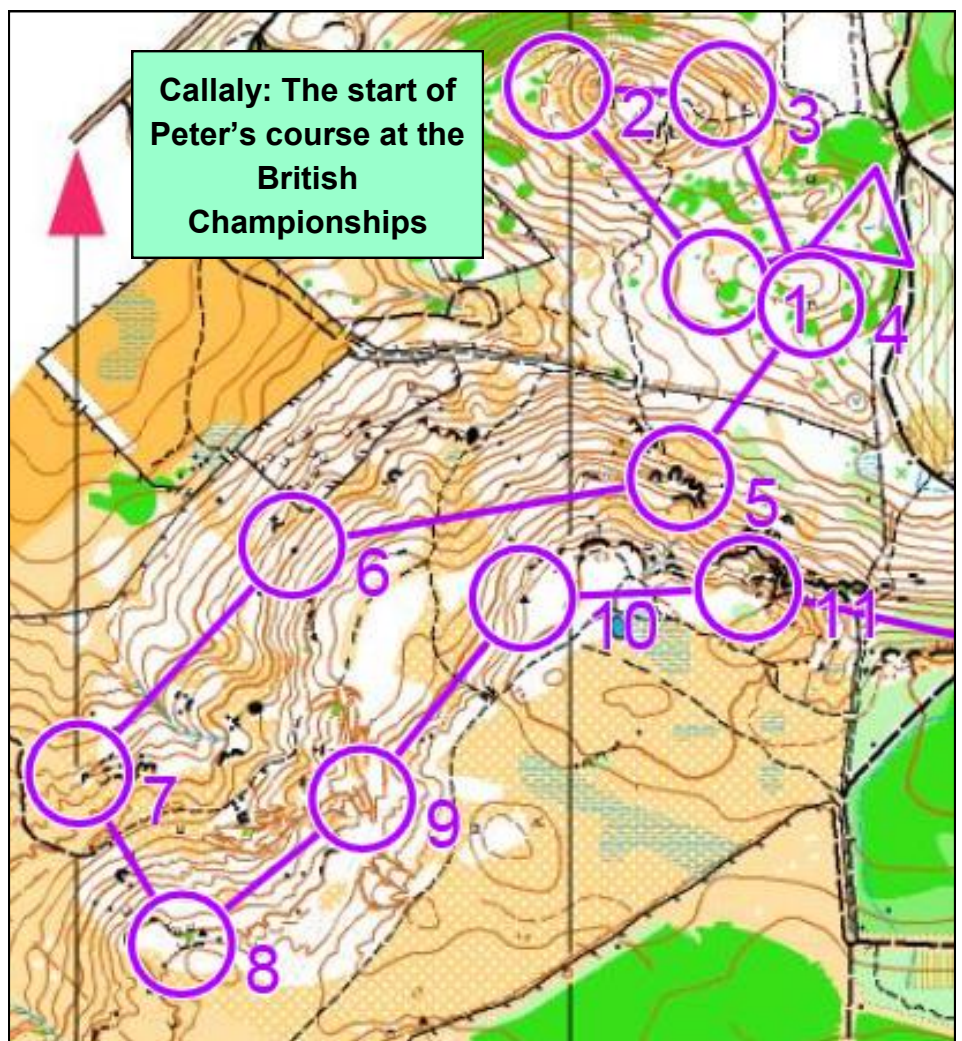 Callaly: The start of
Peter's course at the
British
Championships
2
3
1
4
5
6
10
11
7
9
8